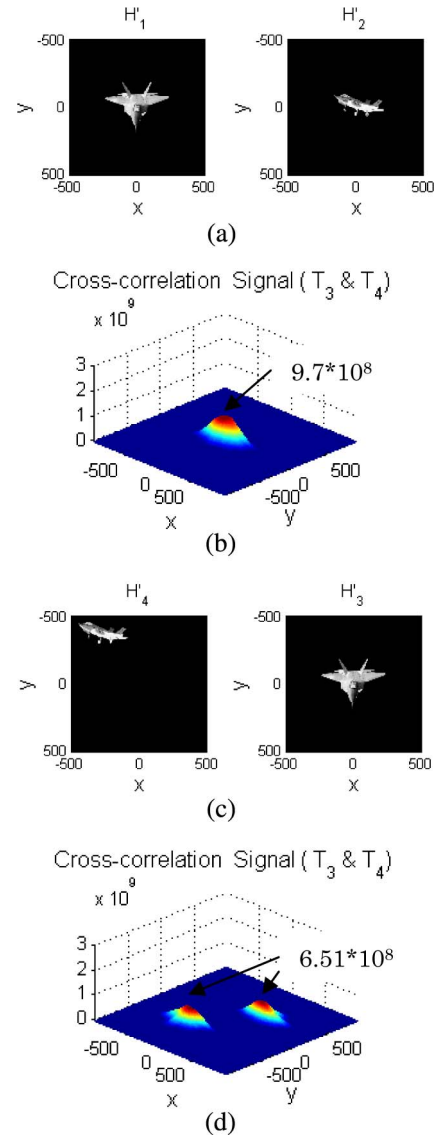 H'1 H'2
-500 -500
y 0 y 0
500 500
-500 0 500 -500 0 500
x x
(a)
Cross-correlation Signal ( T3 & T4)
x 10^9
3
2
1
0
9.7*10^8
-500 0 500
x
-500 0 500
y
(b)
H'4 H'3
-500 -500
y 0 y 0
500 500
-500 0 500 -500 0 500
x x
(c)
Cross-correlation Signal ( T3 & T4)
x 10^9
3
2
1
0
6.51*10^8
-500 0 500
x
-500 0 500
y
(d)